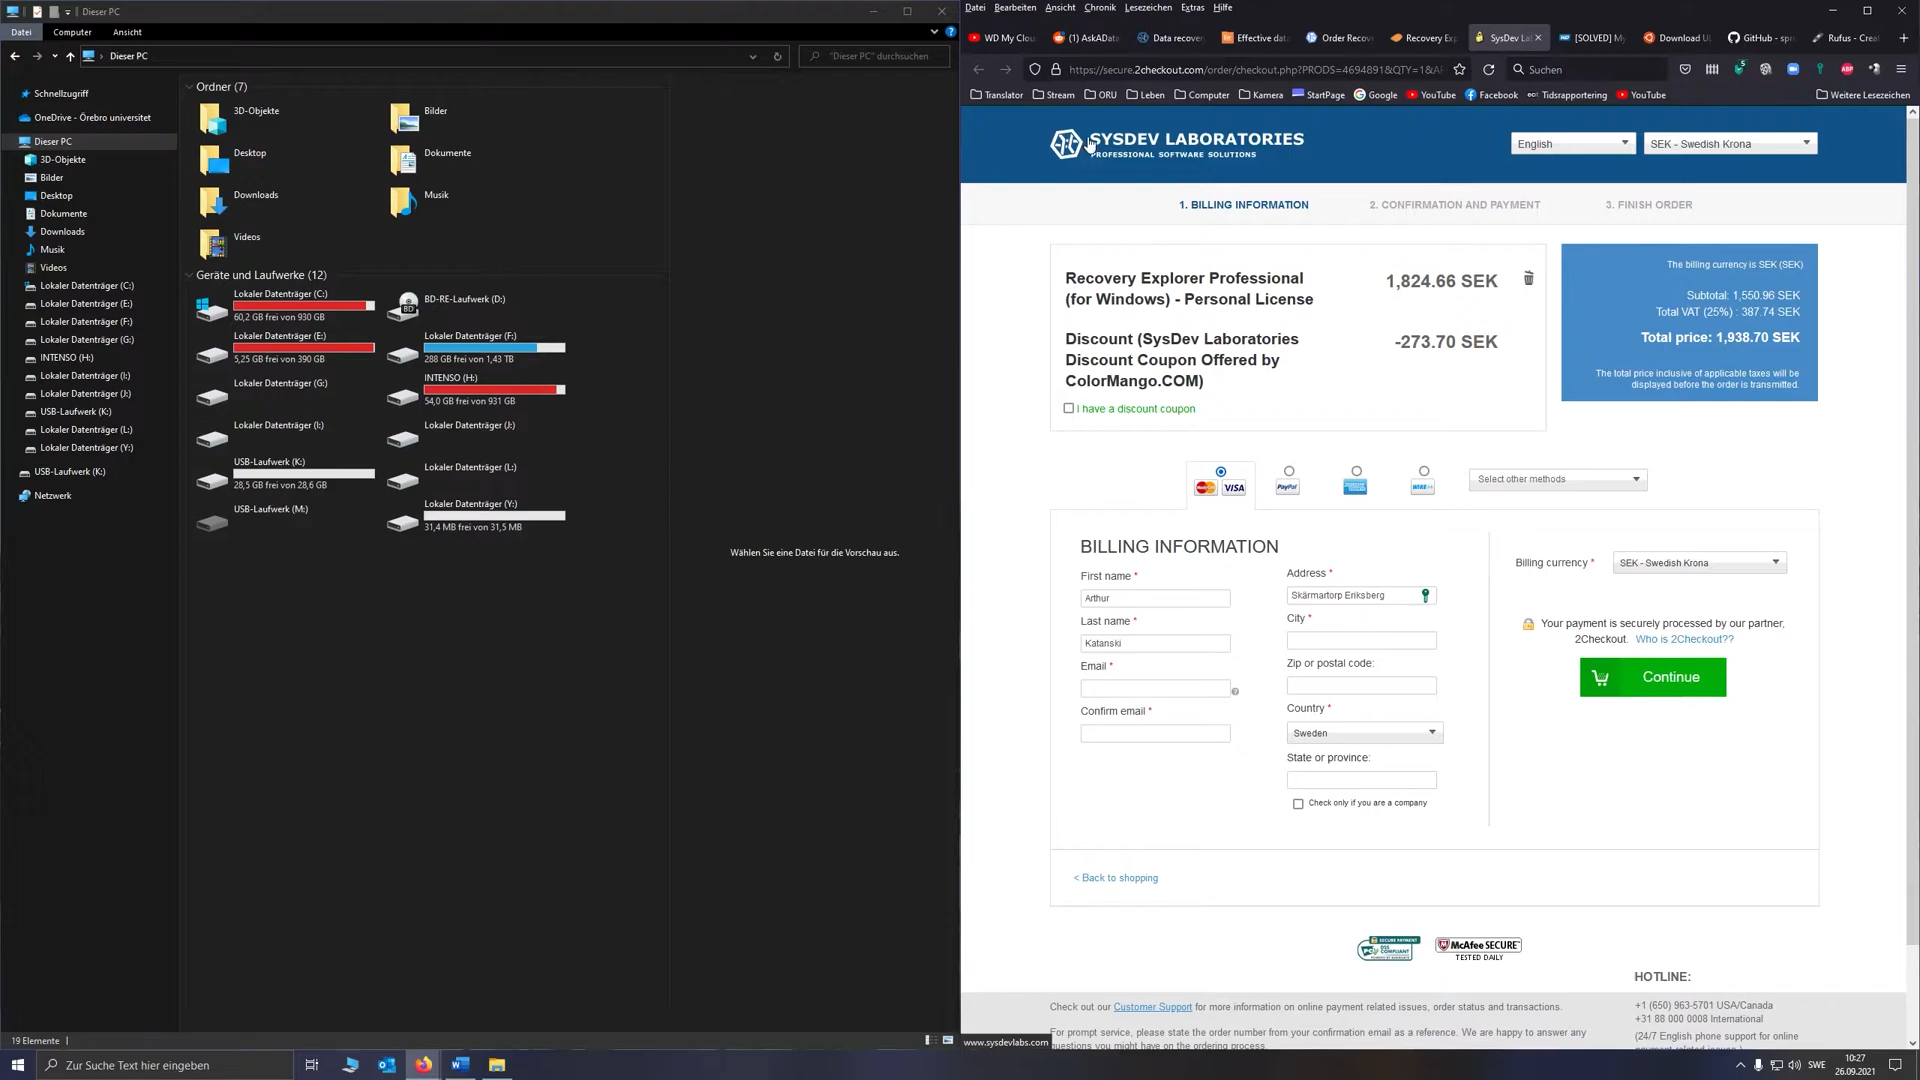 Dieser PC
Datei
Computer
Ansicht
Dieser PC
"Dieser PC" durchsuchen
Schnellzugriff
OneDrive - Örebro universitet
Dieser PC
3D-Objekte
Bilder
Desktop
Dokumente
Downloads
Musik
Videos
Lokaler Datenträger (C:)
Lokaler Datenträger (E:)
Lokaler Datenträger (F:)
Lokaler Datenträger (G:)
INTENSO (H:)
Lokaler Datenträger (I:)
Lokaler Datenträger (J:)
USB-Laufwerk (K:)
Lokaler Datenträger (L:)
Lokaler Datenträger (Y:)
USB-Laufwerk (K:)
Netzwerk
Ordner (7)
3D-Objekte
Bilder
Desktop
Dokumente
Downloads
Musik
Videos
Geräte und Laufwerke (12)
Lokaler Datenträger (C:)
60,2 GB frei von 930 GB
BD-RE-Laufwerk (D:)
Lokaler Datenträger (E:)
5,25 GB frei von 390 GB
Lokaler Datenträger (F:)
288 GB frei von 1,43 TB
Lokaler Datenträger (G:)
INTENSO (H:)
54,0 GB frei von 931 GB
Lokaler Datenträger (I:)
Lokaler Datenträger (J:)
USB-Laufwerk (K:)
28,5 GB frei von 28,6 GB
Lokaler Datenträger (L:)
USB-Laufwerk (M:)
Lokaler Datenträger (Y:)
31,4 MB frei von 31,5 MB
Wählen Sie eine Datei für die Vorschau aus.
19 Elemente
Datei Bearbeiten Ansicht Chronik Lesezeichen Extras Hilfe
WD My Clou (1) AskAData Data recove Effective dat Order Recov Recovery Exp SysDev La [SOLVED] My Download U GitHub - spr Rufus - Crea
https://secure.2checkout.com/order/checkout.php?PRODS=4694891&QTY=1&AF
Suchen
Translator Stream ORU Leben Computer Kamera StartPage Google YouTube Facebook Tidsrapportering YouTube Weitere Lesezeichen
SYSDEV LABORATORIES
PROFESSIONAL SOFTWARE SOLUTIONS
English
SEK - Swedish Krona
1. BILLING INFORMATION
2. CONFIRMATION AND PAYMENT
3. FINISH ORDER
Recovery Explorer Professional
(for Windows) - Personal License
1,824.66 SEK
Discount (SysDev Laboratories
Discount Coupon Offered by
ColorMango.COM)
-273.70 SEK
I have a discount coupon
The billing currency is SEK (SEK)
Subtotal: 1,550.96 SEK
Total VAT (25%) : 387.74 SEK
Total price: 1,938.70 SEK
The total price inclusive of applicable taxes will be
displayed before the order is transmitted.
VISA
PayPal
WIRE
Select other methods
BILLING INFORMATION
First name *
Arthur
Last name *
Katanski
Email *
Confirm email *
Address *
Skärmartorp Eriksberg
City *
Zip or postal code:
Country *
Sweden
State or province:
Check only if you are a company
Billing currency *
SEK - Swedish Krona
Your payment is securely processed by our partner,
2Checkout. Who is 2Checkout??
Continue
< Back to shopping
SECURE PAYMENT
COMPLIANT
McAfee SECURE
TESTED DAILY
HOTLINE:
+1 (650) 963-5701 USA/Canada
+31 88 000 0008 International
(24/7 English phone support for online
payment related issues.)
Check out our Customer Support for more information on online payment related issues, order status and transactions.
For prompt service, please state the order number from your confirmation email as a reference. We are happy to answer any
questions you might have on the ordering process.
www.sysdevlabs.com
Zur Suche Text hier eingeben
SWE
10:27
26.09.2021